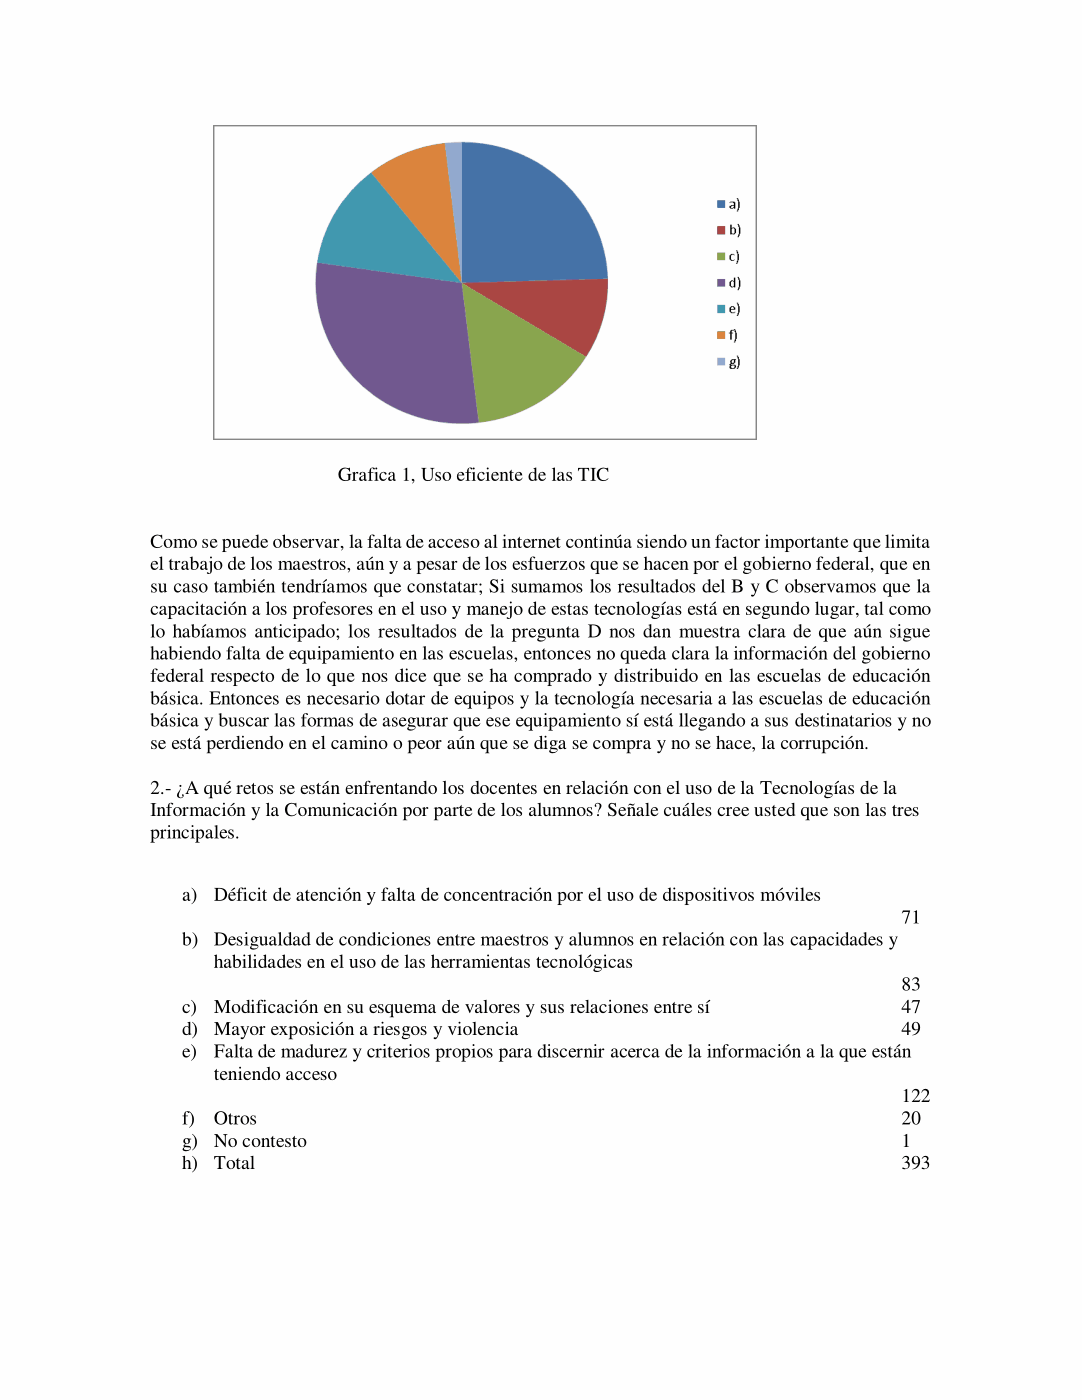 a)
b)
c)
d)
e)
f)
g)
Grafica 1, Uso eficiente de las TIC
Como se puede observar, la falta de acceso al internet continúa siendo un factor importante que limita
el trabajo de los maestros, aún y a pesar de los esfuerzos que se hacen por el gobierno federal, que en
su caso también tendríamos que constatar; Si sumamos los resultados del B y C observamos que la
capacitación a los profesores en el uso y manejo de estas tecnologías está en segundo lugar, tal como
lo habíamos anticipado; los resultados de la pregunta D nos dan muestra clara de que aún sigue
habiendo falta de equipamiento en las escuelas, entonces no queda clara la información del gobierno
federal respecto de lo que nos dice que se ha comprado y distribuido en las escuelas de educación
básica. Entonces es necesario dotar de equipos y la tecnología necesaria a las escuelas de educación
básica y buscar las formas de asegurar que ese equipamiento sí está llegando a sus destinatarios y no
se está perdiendo en el camino o peor aún que se diga se compra y no se hace, la corrupción.
2.- ¿A qué retos se están enfrentando los docentes en relación con el uso de la Tecnologías de la
Información y la Comunicación por parte de los alumnos? Señale cuáles cree usted que son las tres
principales.
a) Déficit de atención y falta de concentración por el uso de dispositivos móviles
71
b) Desigualdad de condiciones entre maestros y alumnos en relación con las capacidades y
habilidades en el uso de las herramientas tecnológicas
83
c) Modificación en su esquema de valores y sus relaciones entre sí 47
d) Mayor exposición a riesgos y violencia 49
e) Falta de madurez y criterios propios para discernir acerca de la información a la que están
teniendo acceso
122
f) Otros 20
g) No contesto 1
h) Total 393